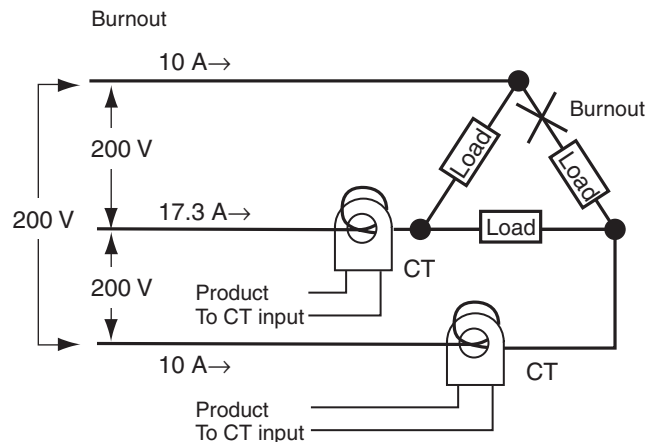 Burnout
10 A→
Burnout
200 V
Load
Load
200 V
17.3 A→
Load
CT
200 V
Product
To CT input
10 A→
CT
Product
To CT input